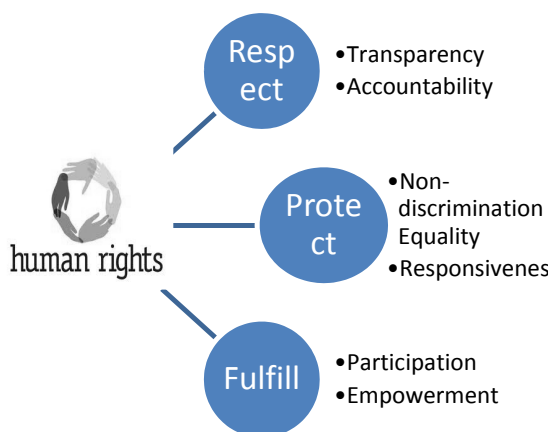 Resp
ect
•Transparency
•Accountability
human rights
Prote
ct
•Non-
discrimination
Equality
•Responsivenes
Fulfill
•Participation
•Empowerment